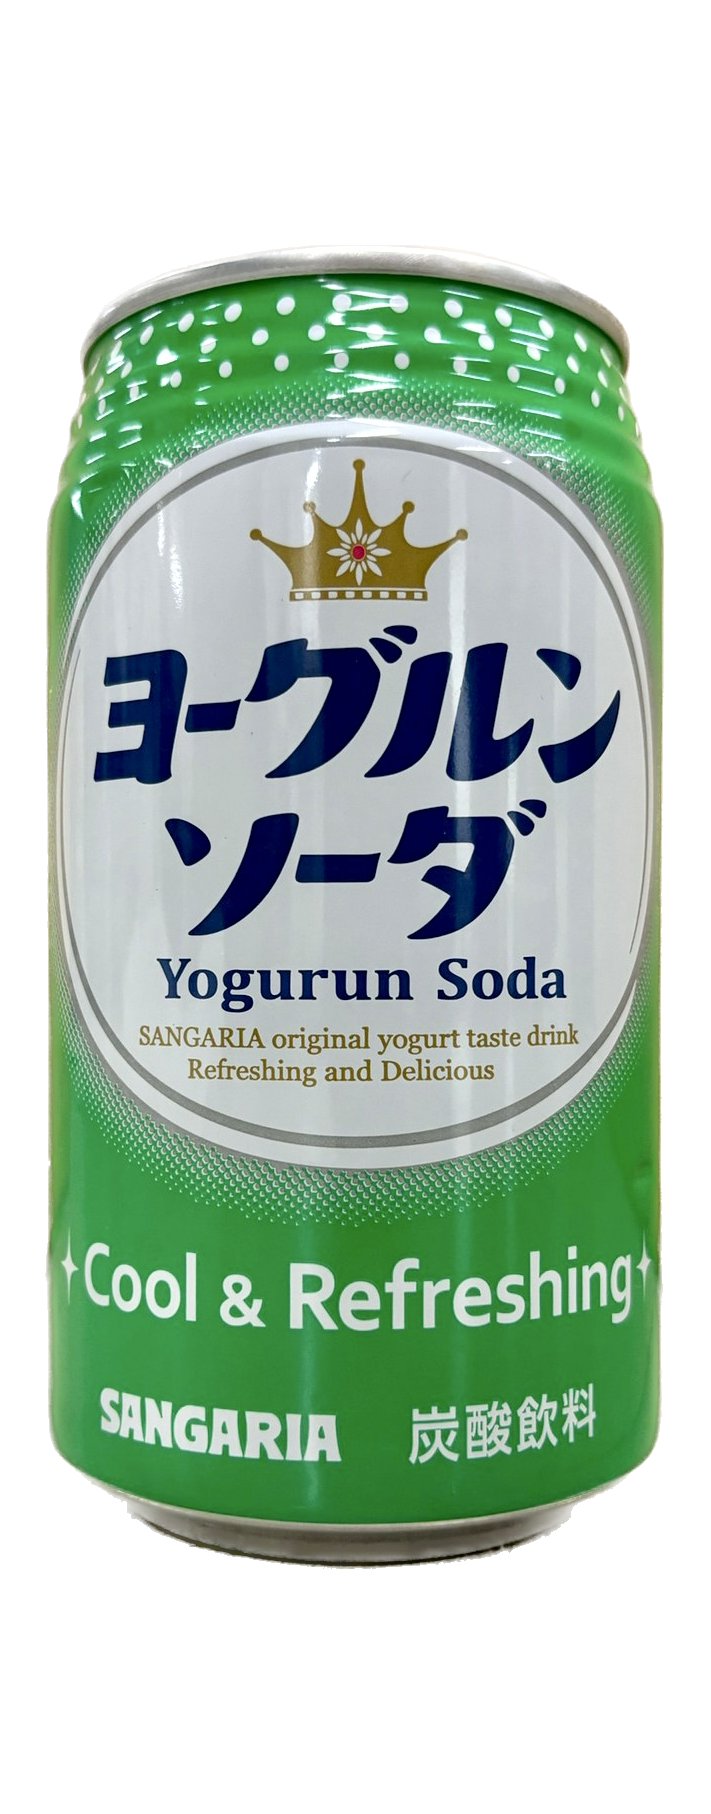 ヨーグルン
ソーダ
Yogurun Soda
SANGARIA original yogurt taste drink
Refreshing and Delicious
Cool & Refreshing
SANGARIA 炭酸飲料